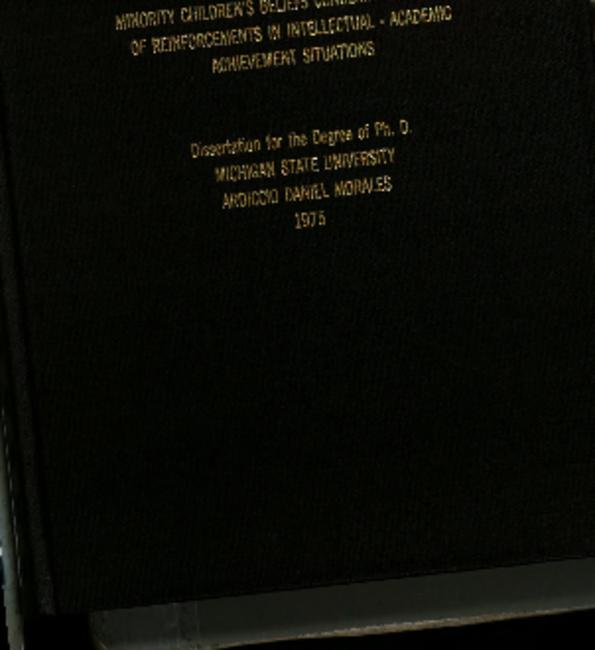 MINORITY CHILDREN'S BELIEFS
OF REINFORCEMENTS IN INTELLECTUAL - ACADEMIC
ACHIEVEMENT SITUATIONS
Dissertation for the Degree of Ph. D.
MICHIGAN STATE UNIVERSITY
DANIEL MORALES
1975